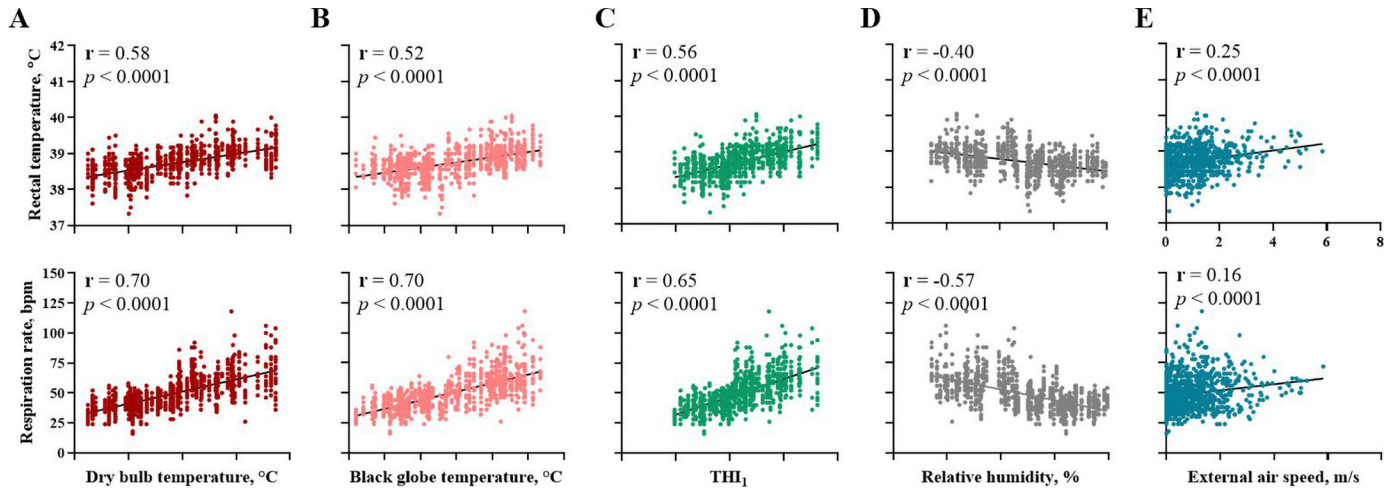 A B C D E
Rectal temperature, °C
42
41
40
39
38
37
r = 0.58
p < 0.0001
r = 0.52
p < 0.0001
r = 0.56
p < 0.0001
r = -0.40
p < 0.0001
r = 0.25
p < 0.0001
0 2 4 6 8
Respiration rate, bpm
150
125
100
75
50
25
0
r = 0.70
p < 0.0001
r = 0.70
p < 0.0001
r = 0.65
p < 0.0001
r = -0.57
p < 0.0001
r = 0.16
p < 0.0001
Dry bulb temperature, °C
Black globe temperature, °C
THI1
Relative humidity, %
External air speed, m/s